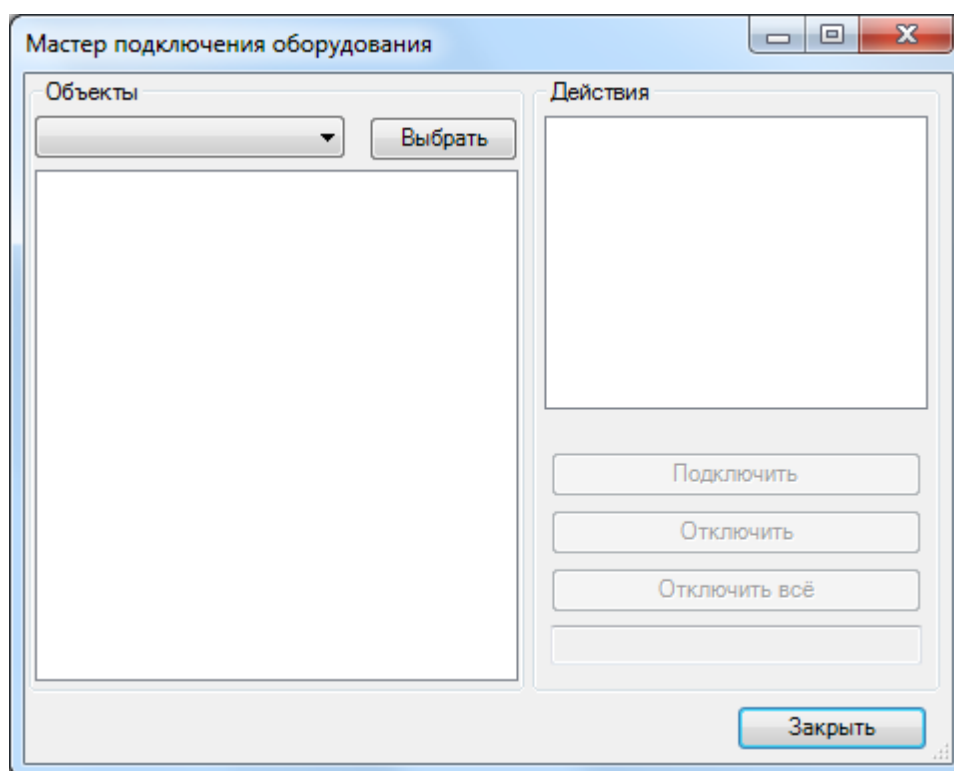 Мастер подключения оборудования
Объекты
Выбрать
Действия
Подключить
Отключить
Отключить всё
Закрыть